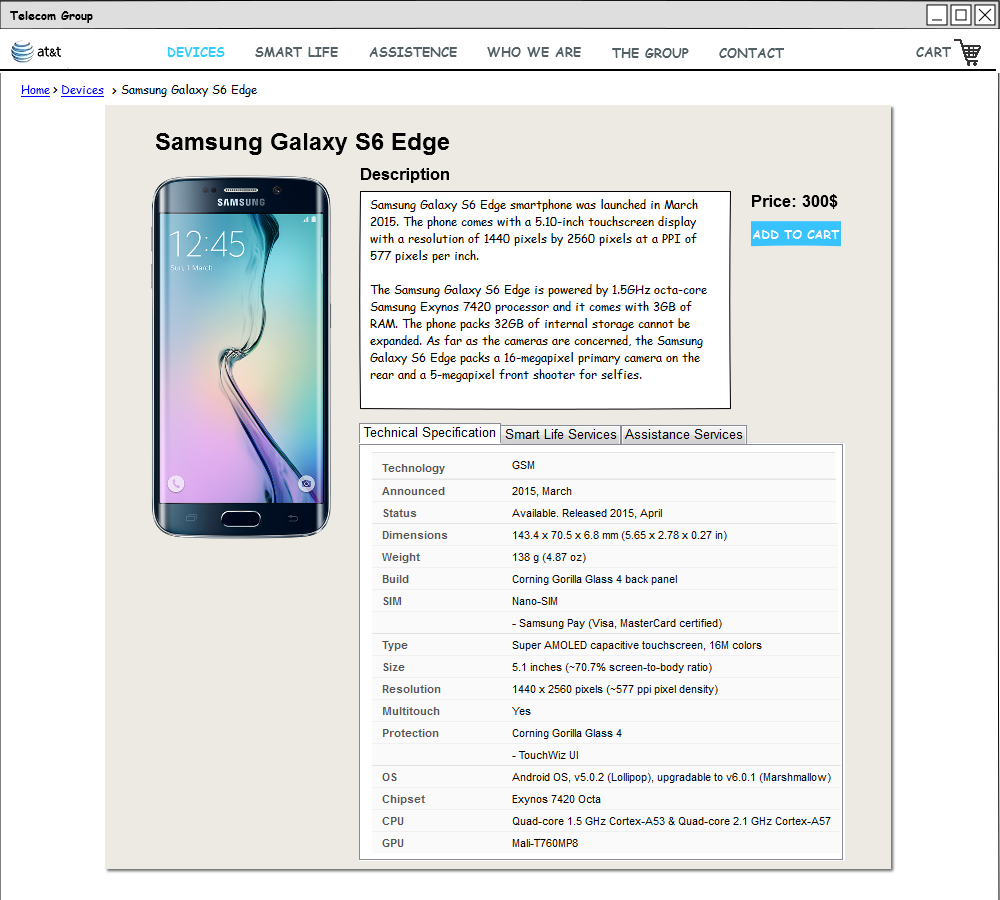 Telecom Group
at&t
DEVICES SMART LIFE ASSISTENCE WHO WE ARE THE GROUP CONTACT CART
Home > Devices > Samsung Galaxy S6 Edge
Samsung Galaxy S6 Edge
Description
SAMSUNG
12:45
Sun, 1 March
Samsung Galaxy S6 Edge smartphone was launched in March
2015. The phone comes with a 5.10-inch touchscreen display
with a resolution of 1440 pixels by 2560 pixels at a PPI of
577 pixels per inch.
The Samsung Galaxy S6 Edge is powered by 1.5GHz octa-core
Samsung Exynos 7420 processor and it comes with 3GB of
RAM. The phone packs 32GB of internal storage cannot be
expanded. As far as the cameras are concerned, the Samsung
Galaxy S6 Edge packs a 16-megapixel primary camera on the
rear and a 5-megapixel front shooter for selfies.
Price: 300$
ADD TO CART
Technical Specification Smart Life Services Assistance Services
Technology GSM
Announced 2015, March
Status Available. Released 2015, April
Dimensions 143.4 x 70.5 x 6.8 mm (5.65 x 2.78 x 0.27 in)
Weight 138 g (4.87 oz)
Build Corning Gorilla Glass 4 back panel
SIM Nano-SIM
- Samsung Pay (Visa, MasterCard certified)
Type Super AMOLED capacitive touchscreen, 16M colors
Size 5.1 inches (~70.7% screen-to-body ratio)
Resolution 1440 x 2560 pixels (~577 ppi pixel density)
Multitouch Yes
Protection Corning Gorilla Glass 4
- TouchWiz UI
OS Android OS, v5.0.2 (Lollipop), upgradable to v6.0.1 (Marshmallow)
Chipset Exynos 7420 Octa
CPU Quad-core 1.5 GHz Cortex-A53 & Quad-core 2.1 GHz Cortex-A57
GPU Mali-T760MP8